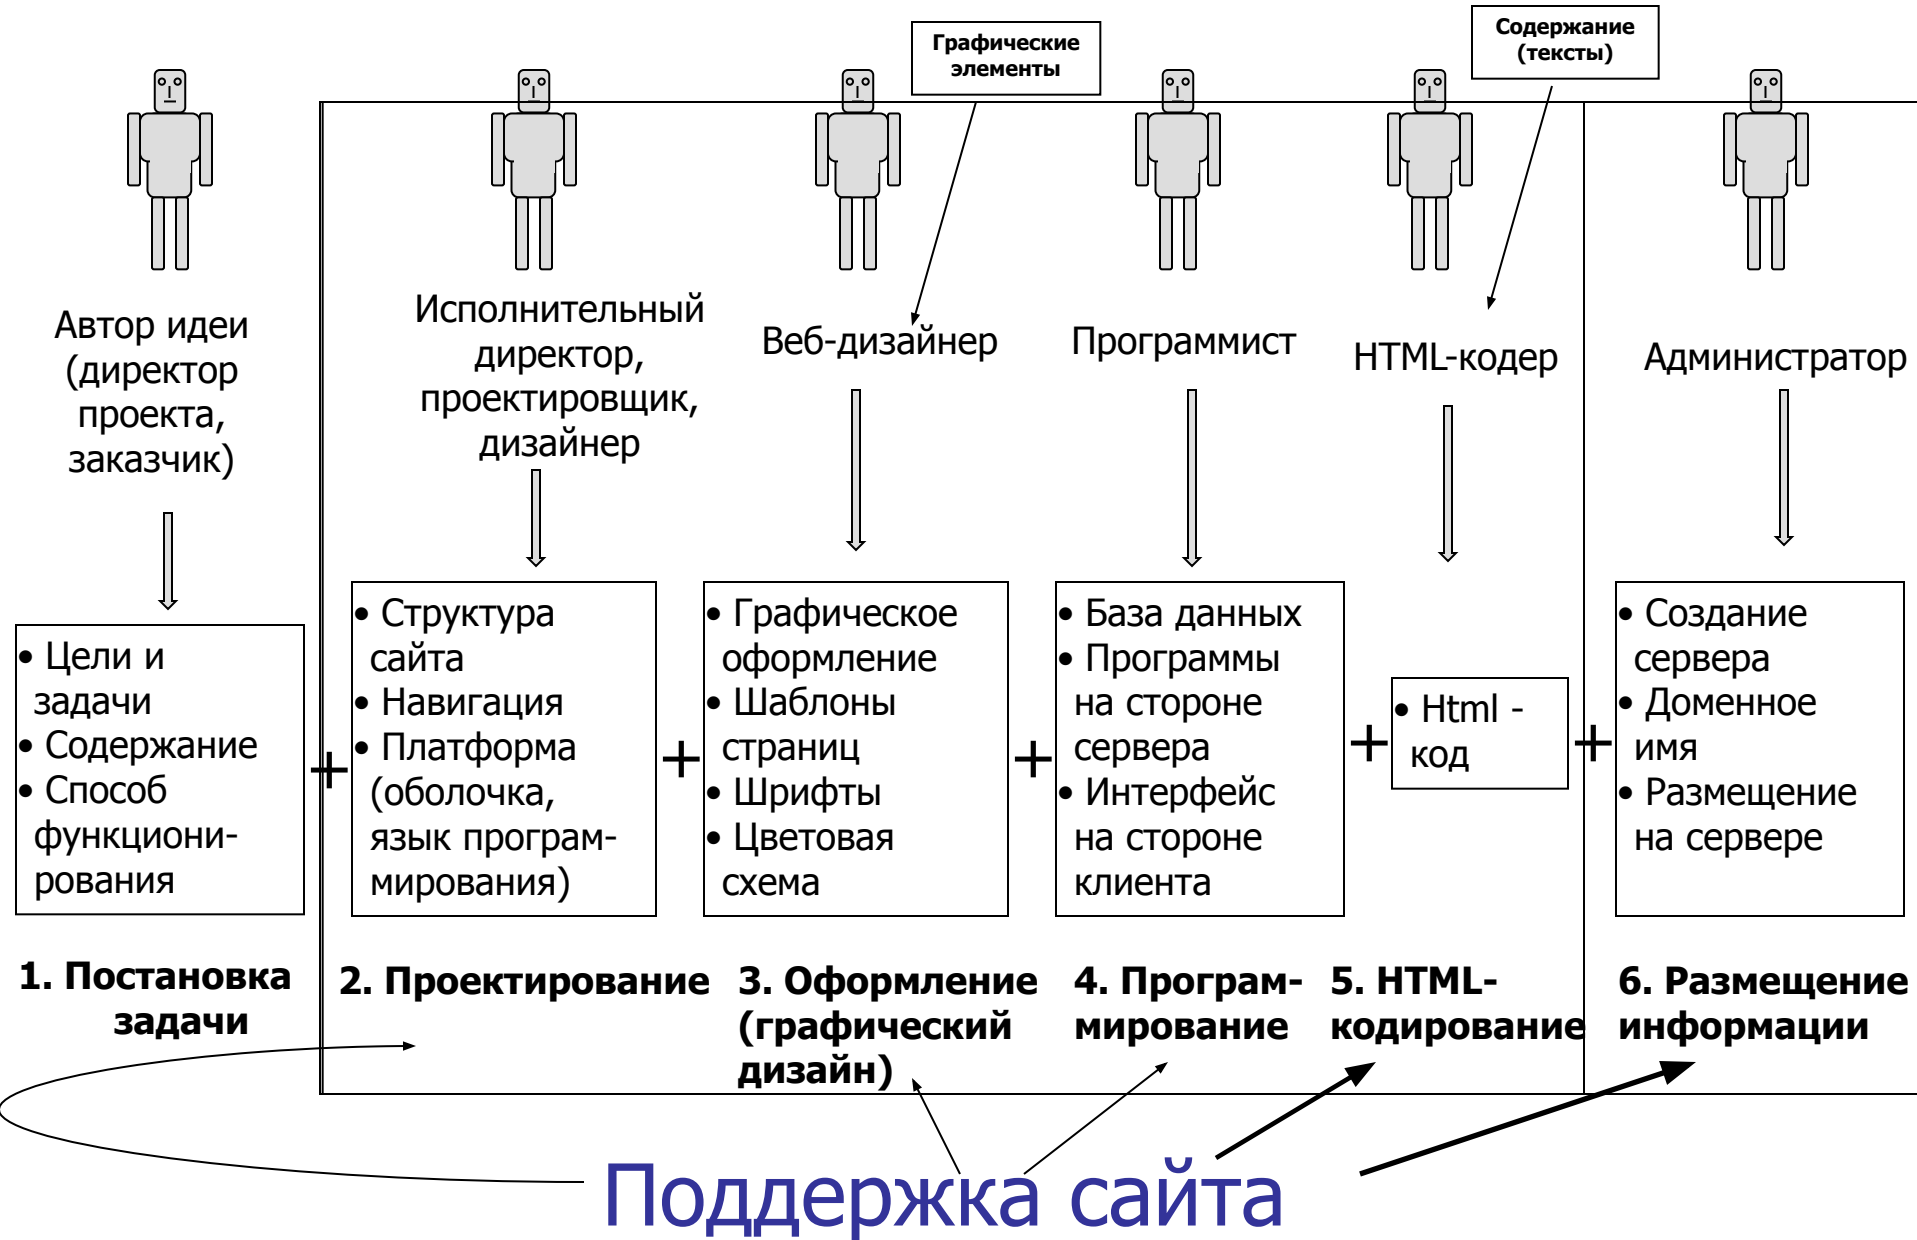 Графические
элементы
Содержание
(тексты)
Автор идеи
(директор
проекта,
заказчик)
Исполнительный
директор,
проектировщик,
дизайнер
Веб-дизайнер
Программист
HTML-кодер
Администратор
• Цели и
задачи
• Содержание
• Способ
функциони-
рования
+
• Структура
сайта
• Навигация
• Платформа
(оболочка,
язык програм-
мирования)
+
• Графическое
оформление
• Шаблоны
страниц
• Шрифты
• Цветовая
схема
+
• База данных
• Программы
на стороне
сервера
• Интерфейс
на стороне
клиента
+
• Html -
код
+
• Создание
сервера
• Доменное
имя
• Размещение
на сервере
1. Постановка
задачи
2. Проектирование
3. Оформление
(графический
дизайн)
4. Програм-
мирование
5. HTML-
кодирование
6. Размещение
информации
Поддержка сайта